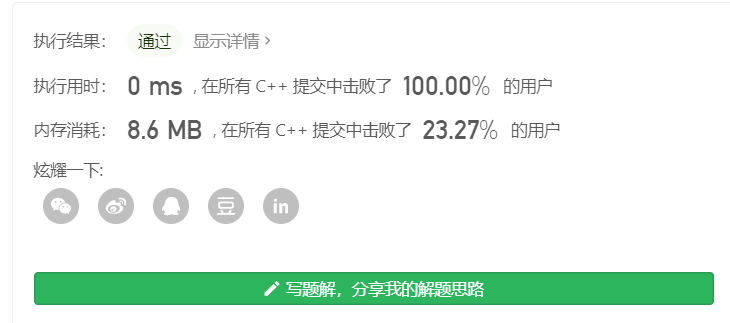 执行结果： 通过 显示详情 >
执行用时： 0 ms , 在所有 C++ 提交中击败了 100.00% 的用户
内存消耗： 8.6 MB , 在所有 C++ 提交中击败了 23.27% 的用户
炫耀一下:
豆 in
写题解，分享我的解题思路